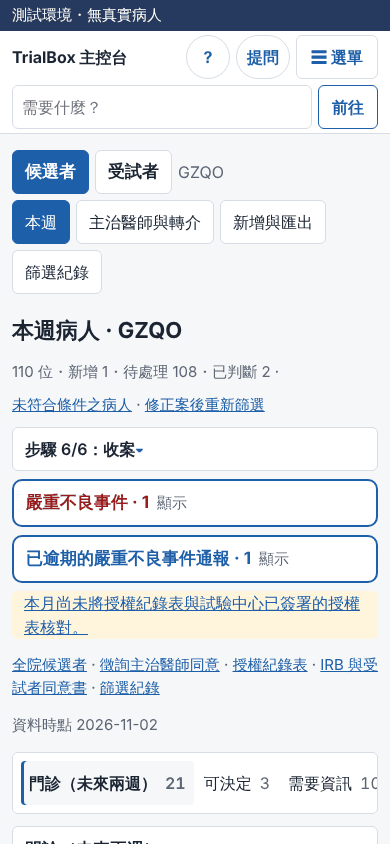 測試環境・無真實病人
TrialBox 主控台
?
提問
☰ 選單
需要什麼？
前往
候選者 受試者 GZQO
本週 主治醫師與轉介 新增與匯出
篩選紀錄
本週病人 · GZQO
110 位・新增 1・待處理 108・已判斷 2 ·
未符合條件之病人 · 修正案後重新篩選
步驟 6/6：收案
嚴重不良事件 · 1 顯示
已逾期的嚴重不良事件通報 · 1 顯示
本月尚未將授權紀錄表與試驗中心已簽署的授權
表核對。
全院候選者 · 徵詢主治醫師同意 · 授權紀錄表 · IRB 與受
試者同意書 · 篩選紀錄
資料時點 2026-11-02
門診（未來兩週） 21 可決定 3 需要資訊 10